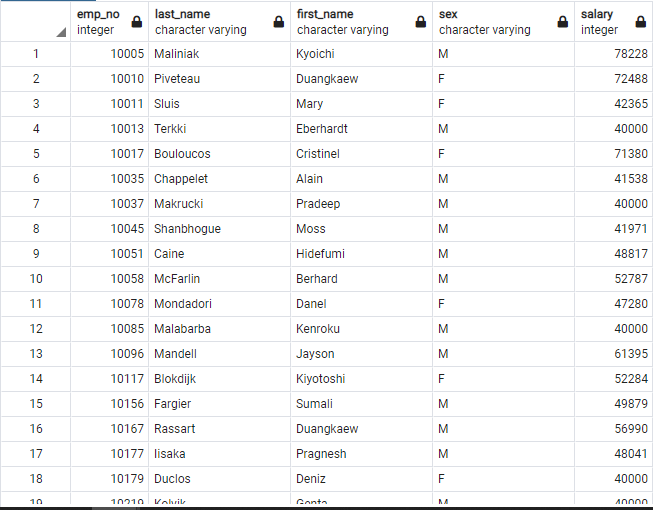 emp_no last_name first_name sex salary
integer character varying character varying character varying integer
1 10005 Maliniak Kyoichi M 78228
2 10010 Piveteau Duangkaew F 72488
3 10011 Sluis Mary F 42365
4 10013 Terkki Eberhardt M 40000
5 10017 Bouloucos Cristinel F 71380
6 10035 Chappelet Alain M 41538
7 10037 Makrucki Pradeep M 40000
8 10045 Shanbhogue Moss M 41971
9 10051 Caine Hidefumi M 48817
10 10058 McFarlin Berhard M 52787
11 10078 Mondadori Danel F 47280
12 10085 Malabarba Kenroku M 40000
13 10096 Mandell Jayson M 61395
14 10117 Blokdijk Kiyotoshi F 52284
15 10156 Fargier Sumali M 49879
16 10167 Rassart Duangkaew M 56990
17 10177 Iisaka Pragnesh M 48041
18 10179 Duclos Deniz F 40000
19 10219 Kolvik Genta M 40000